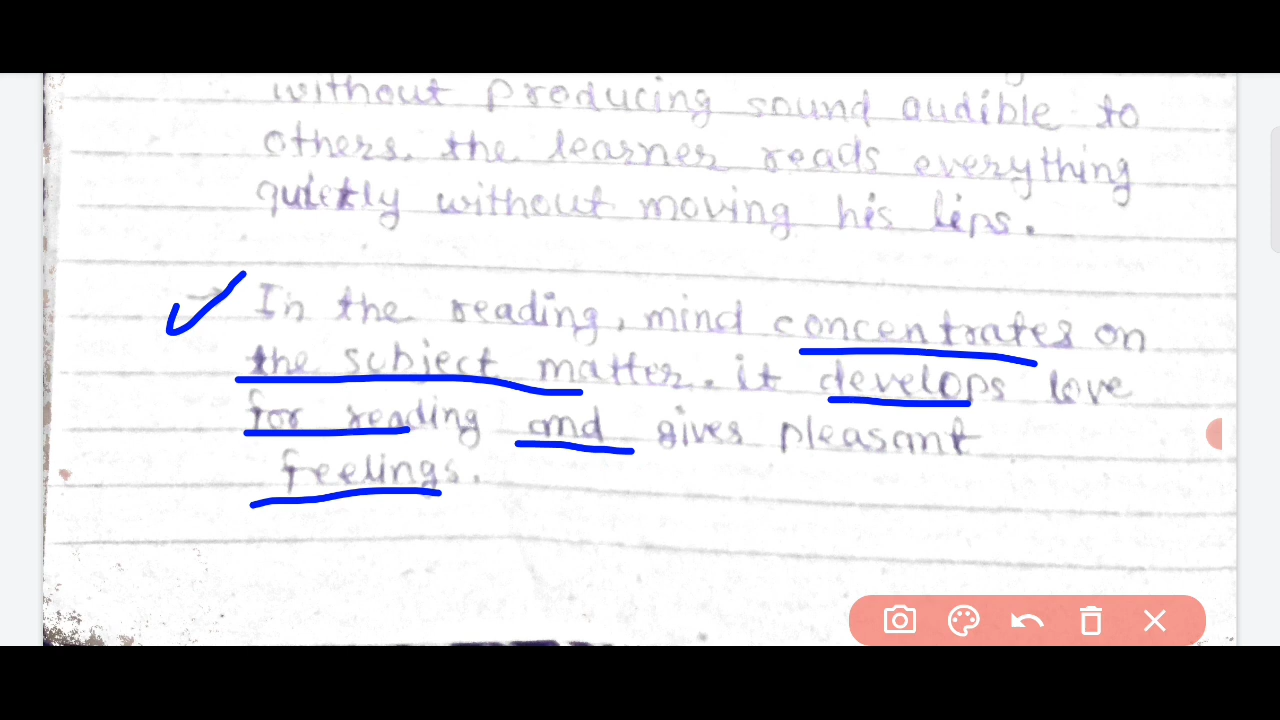 without producing sound audible to
others. the learner reads everything
quietly without moving his lips.
→ In the reading, mind concentrates on
the subject matter. it develops love
for reading and gives pleasant
feelings.